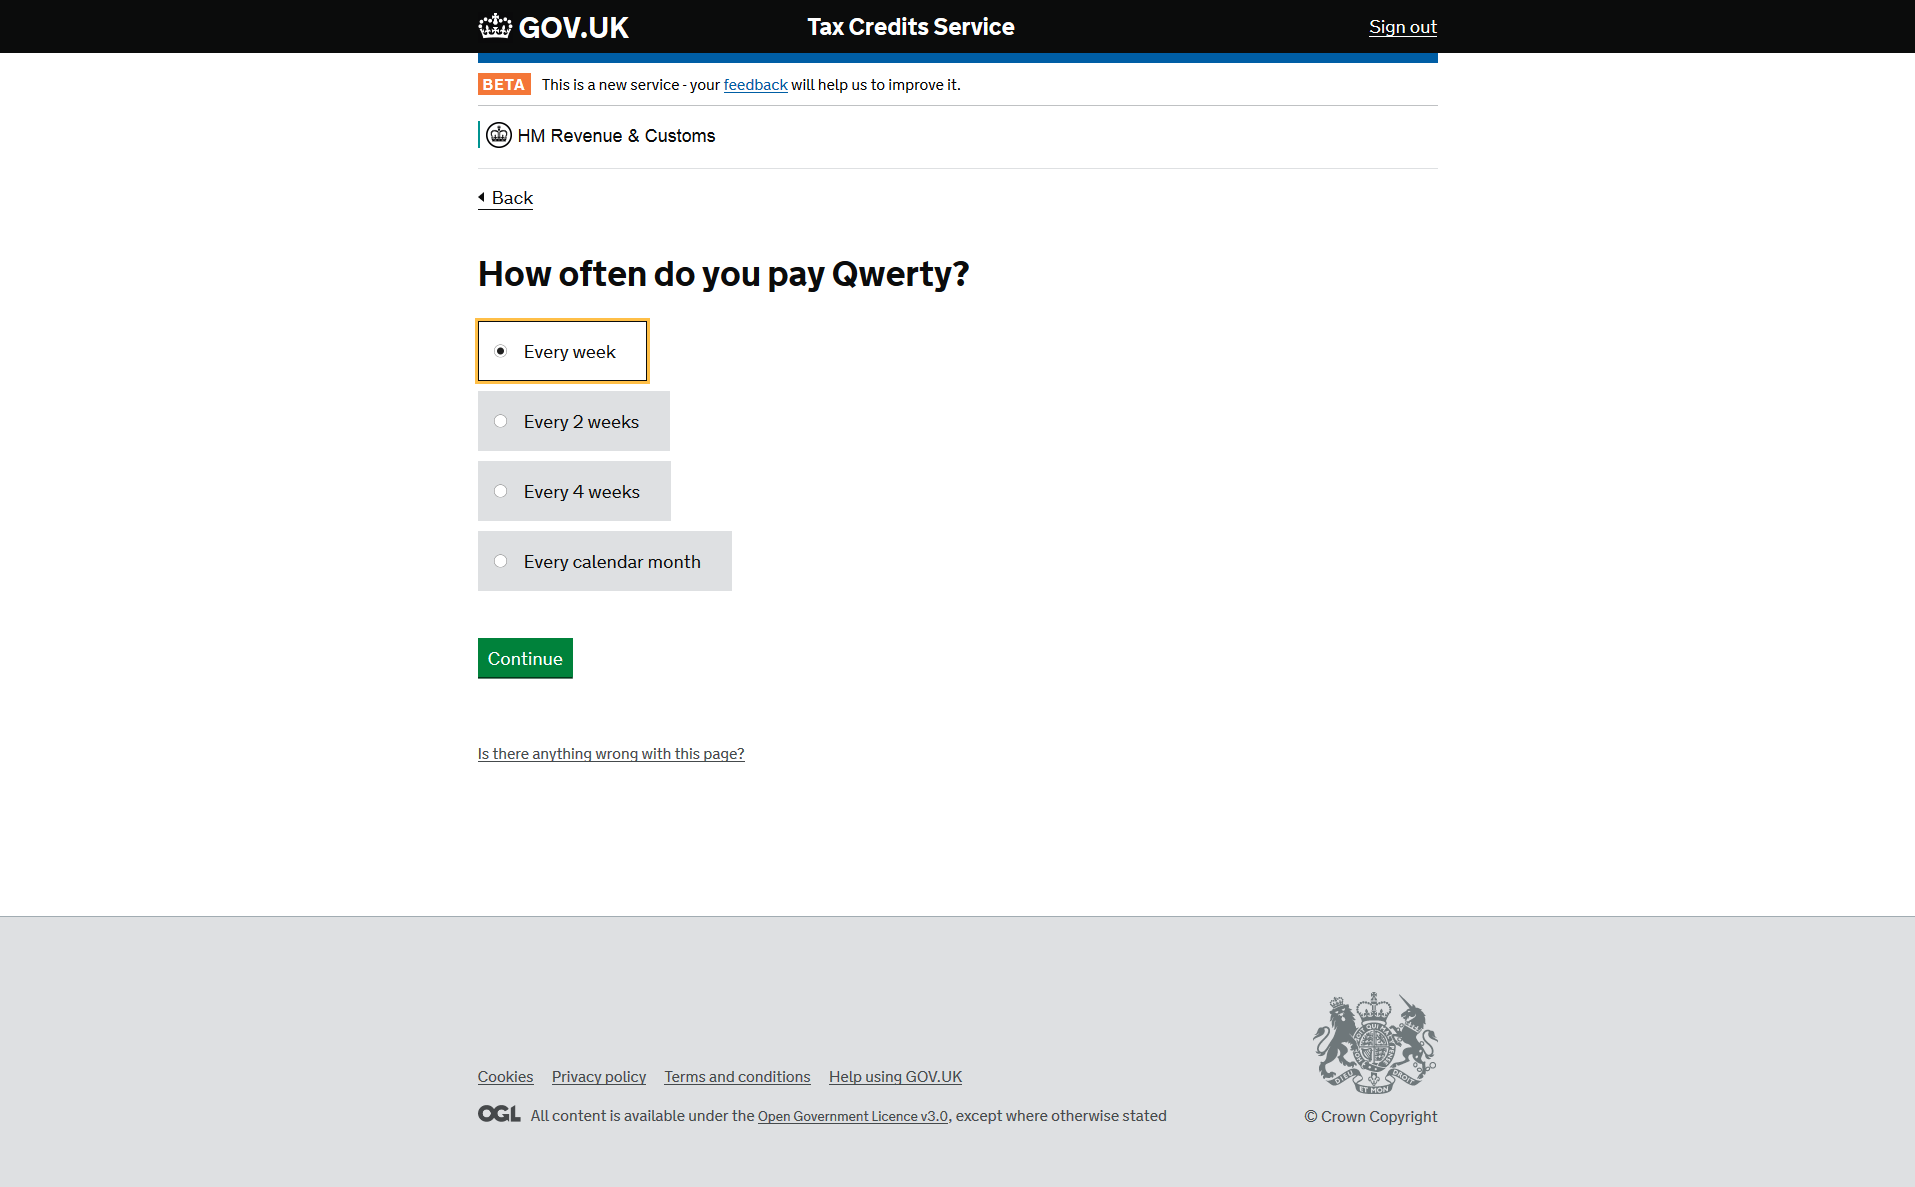 GOV.UK Tax Credits Service Sign out
BETA This is a new service - your feedback will help us to improve it.
HM Revenue & Customs
Back
How often do you pay Qwerty?
Every week
Every 2 weeks
Every 4 weeks
Every calendar month
Continue
Is there anything wrong with this page?
Cookies Privacy policy Terms and conditions Help using GOV.UK
OGL All content is available under the Open Government Licence v3.0, except where otherwise stated
© Crown Copyright